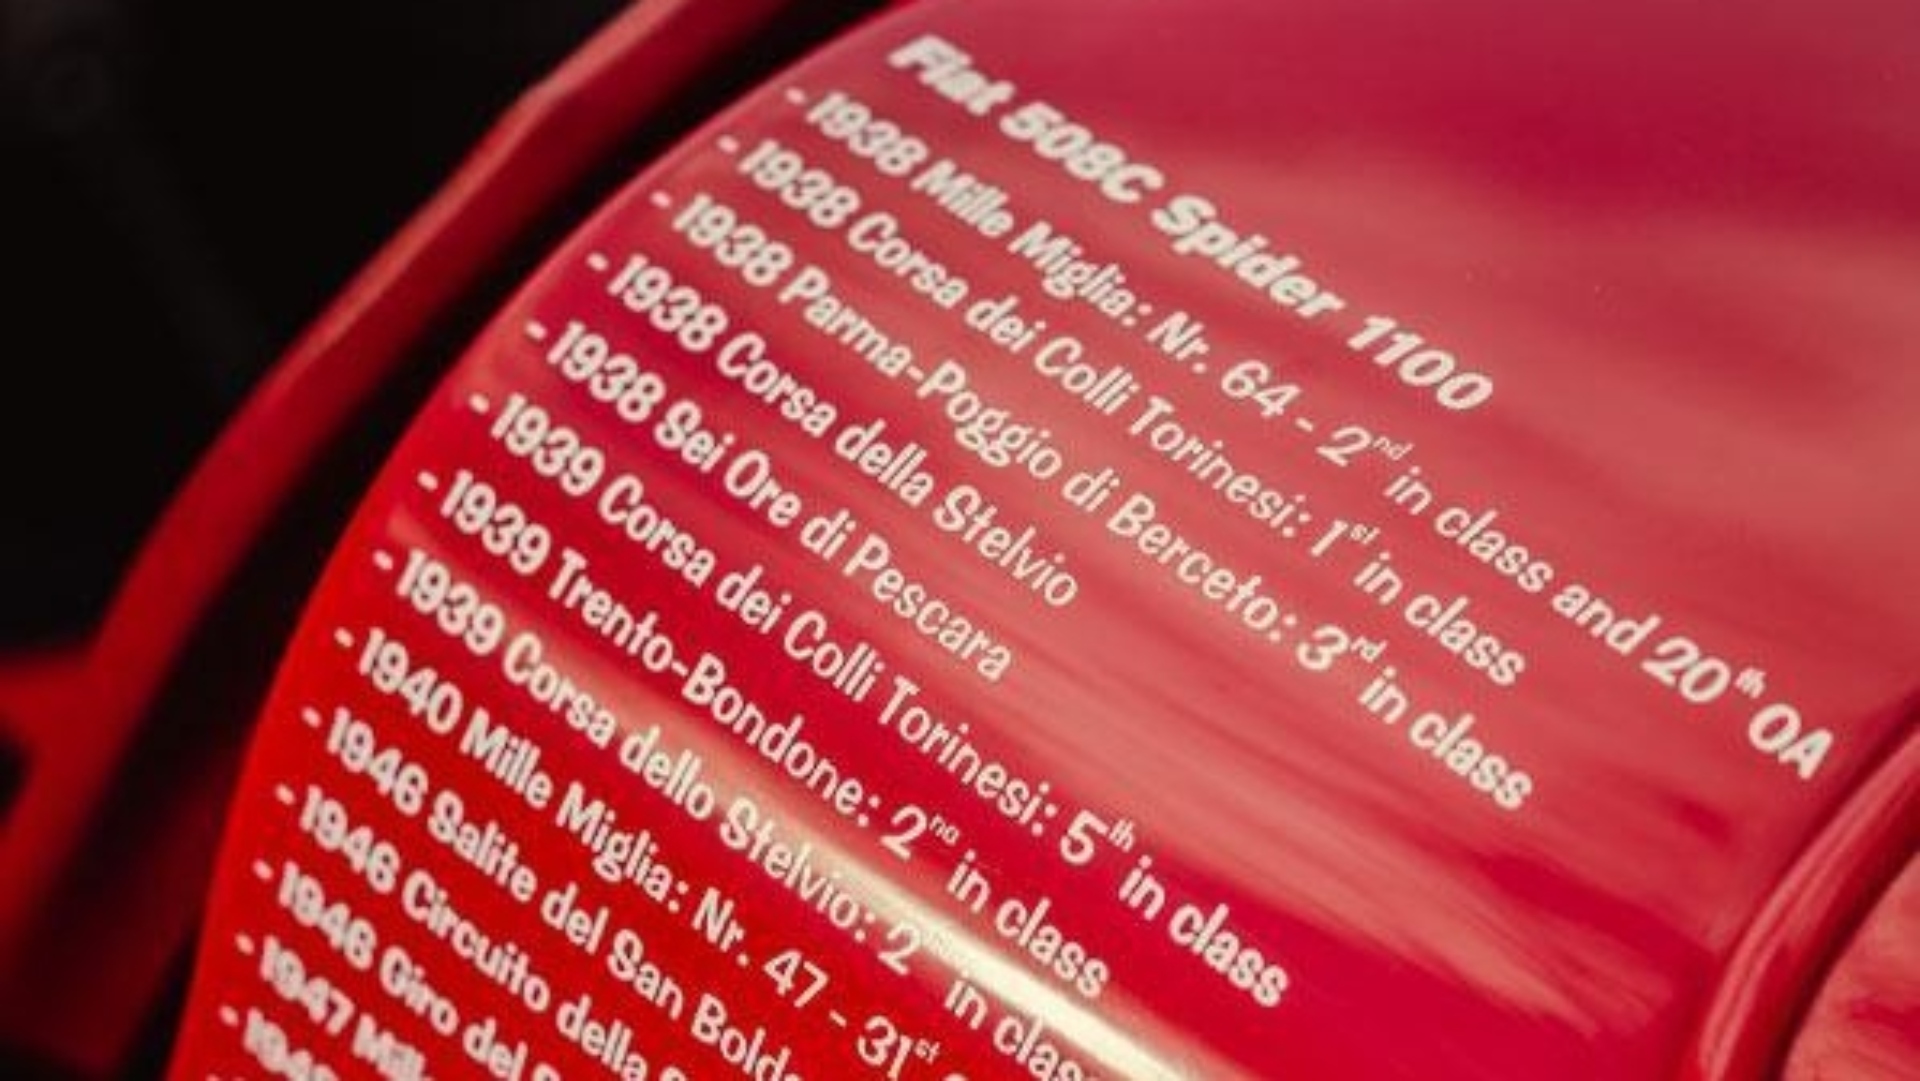 Fiat 508C Spider 1100
- 1938 Mille Miglia: Nr. 64 - 2nd in class and 20th OA
- 1938 Corsa dei Colli Torinesi: 1st in class
- 1938 Parma-Poggio di Berceto: 3rd in class
- 1938 Corsa della Stelvio
- 1938 Sei Ore di Pescara
- 1939 Corsa dei Colli Torinesi: 5th in class
- 1939 Trento-Bondone: 2nd in class
- 1939 Corsa dello Stelvio: 2nd in class
- 1940 Mille Miglia: Nr. 47 - 31st
- 1946 Salite del San
- 1946 Circuito della
- 1946 Giro del
- 1947